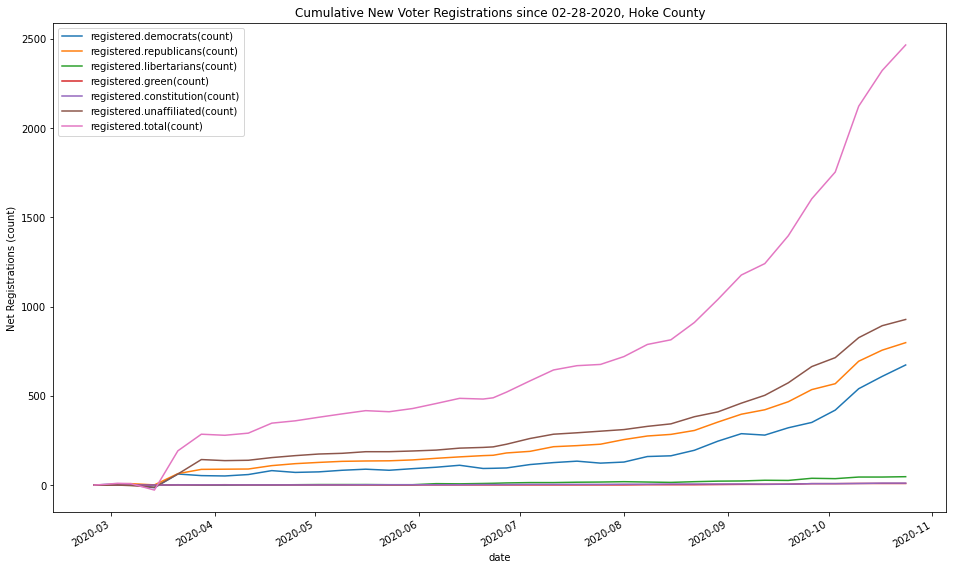 Cumulative New Voter Registrations since 02-28-2020, Hoke County
registered.democrats(count)
registered.republicans(count)
registered.libertarians(count)
registered.green(count)
registered.constitution(count)
registered.unaffiliated(count)
registered.total(count)
Net Registrations (count)
2500
2000
1500
1000
500
0
2020-03
2020-04
2020-05
2020-06
2020-07
2020-08
2020-09
2020-10
2020-11
date